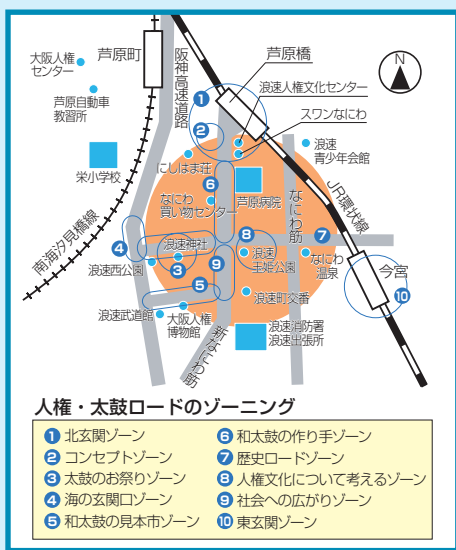 芦原町
大阪人権
センター
芦原自動車
教習所
栄小学校
南海汐見橋線
阪神高速道路
芦原橋
浪速人権文化センター
スワンなにわ
N
1
2
にしはま荘
浪速
青少年会館
6
なにわ
買い物センター
芦原病院
なにわ筋
JR環状線
4
浪速神社
3
浪速西公園
8
浪速
玉姫公園
7
なにわ
温泉
今宮
10
5
9
浪速武道館
大阪人権
博物館
浪速町交番
新なにわ筋
浪速消防署
浪速出張所
人権・太鼓ロードのゾーニング
1 北玄関ゾーン
2 コンセプトゾーン
3 太鼓のお祭りゾーン
4 海の玄関口ゾーン
5 和太鼓の見本市ゾーン
6 和太鼓の作り手ゾーン
7 歴史ロードゾーン
8 人権文化について考えるゾーン
9 社会への広がりゾーン
10 東玄関ゾーン